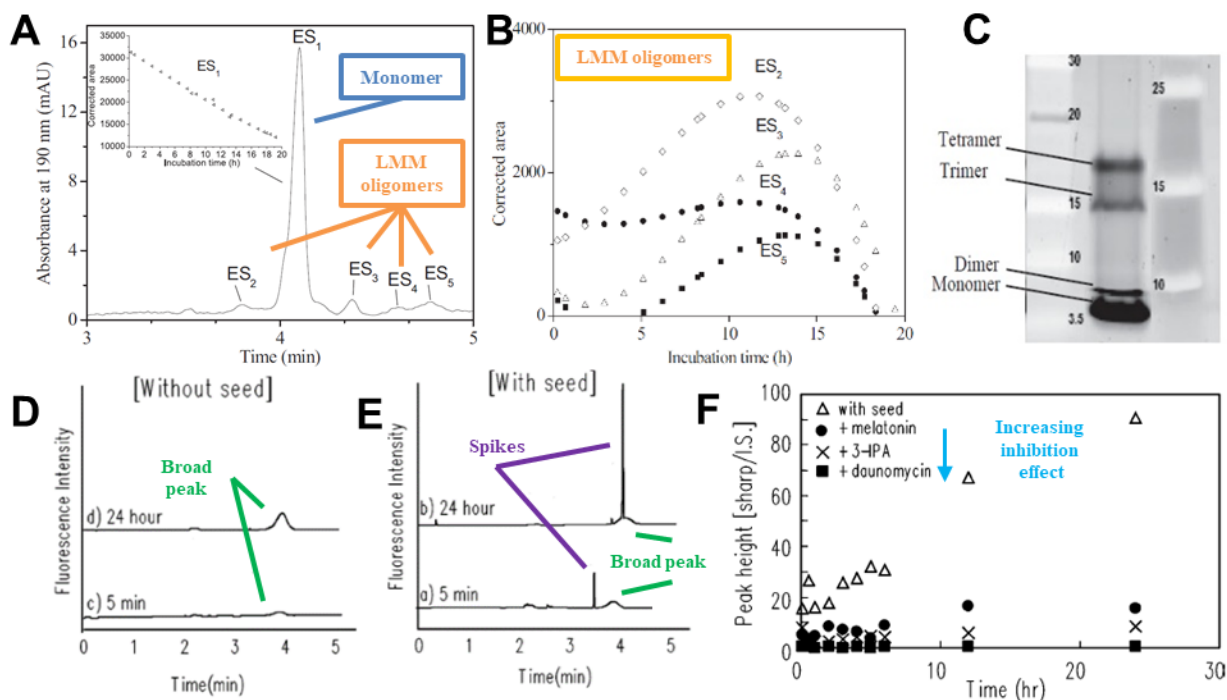 A
16
12
8
4
0
Absorbance at 190 nm (mAU)
3
4
5
Time (min)
35000
30000
25000
20000
15000
10000
Corrected area
0 2 4 6 8 10 12 14 16 18 20
Incubation time (h)
ES1
ES1
Monomer
LMM
oligomers
ES2
ES3
ES4
ES5
B
LMM oligomers
4000
2000
0
Corrected area
ES2
ES3
ES4
ES5
0 5 10 15 20
Incubation time (h)
C
30
20
15
10
3.5
25
15
10
Tetramer
Trimer
Dimer
Monomer
D
[Without seed]
Fluorescence Intensity
Broad
peak
d) 24 hour
c) 5 min
0 1 2 3 4 5
Time(min)
E
[With seed]
Fluorescence Intensity
Spikes
b) 24 hour
Broad peak
a) 5 min
0 1 2 3 4 5
Time(min)
F
Peak height [sharp/I.S.]
100
80
60
40
20
0
△ with seed
● + melatonin
× + 3-IPA
■ + daunomycin
Increasing
inhibition
effect
0 10 20 30
Time (hr)